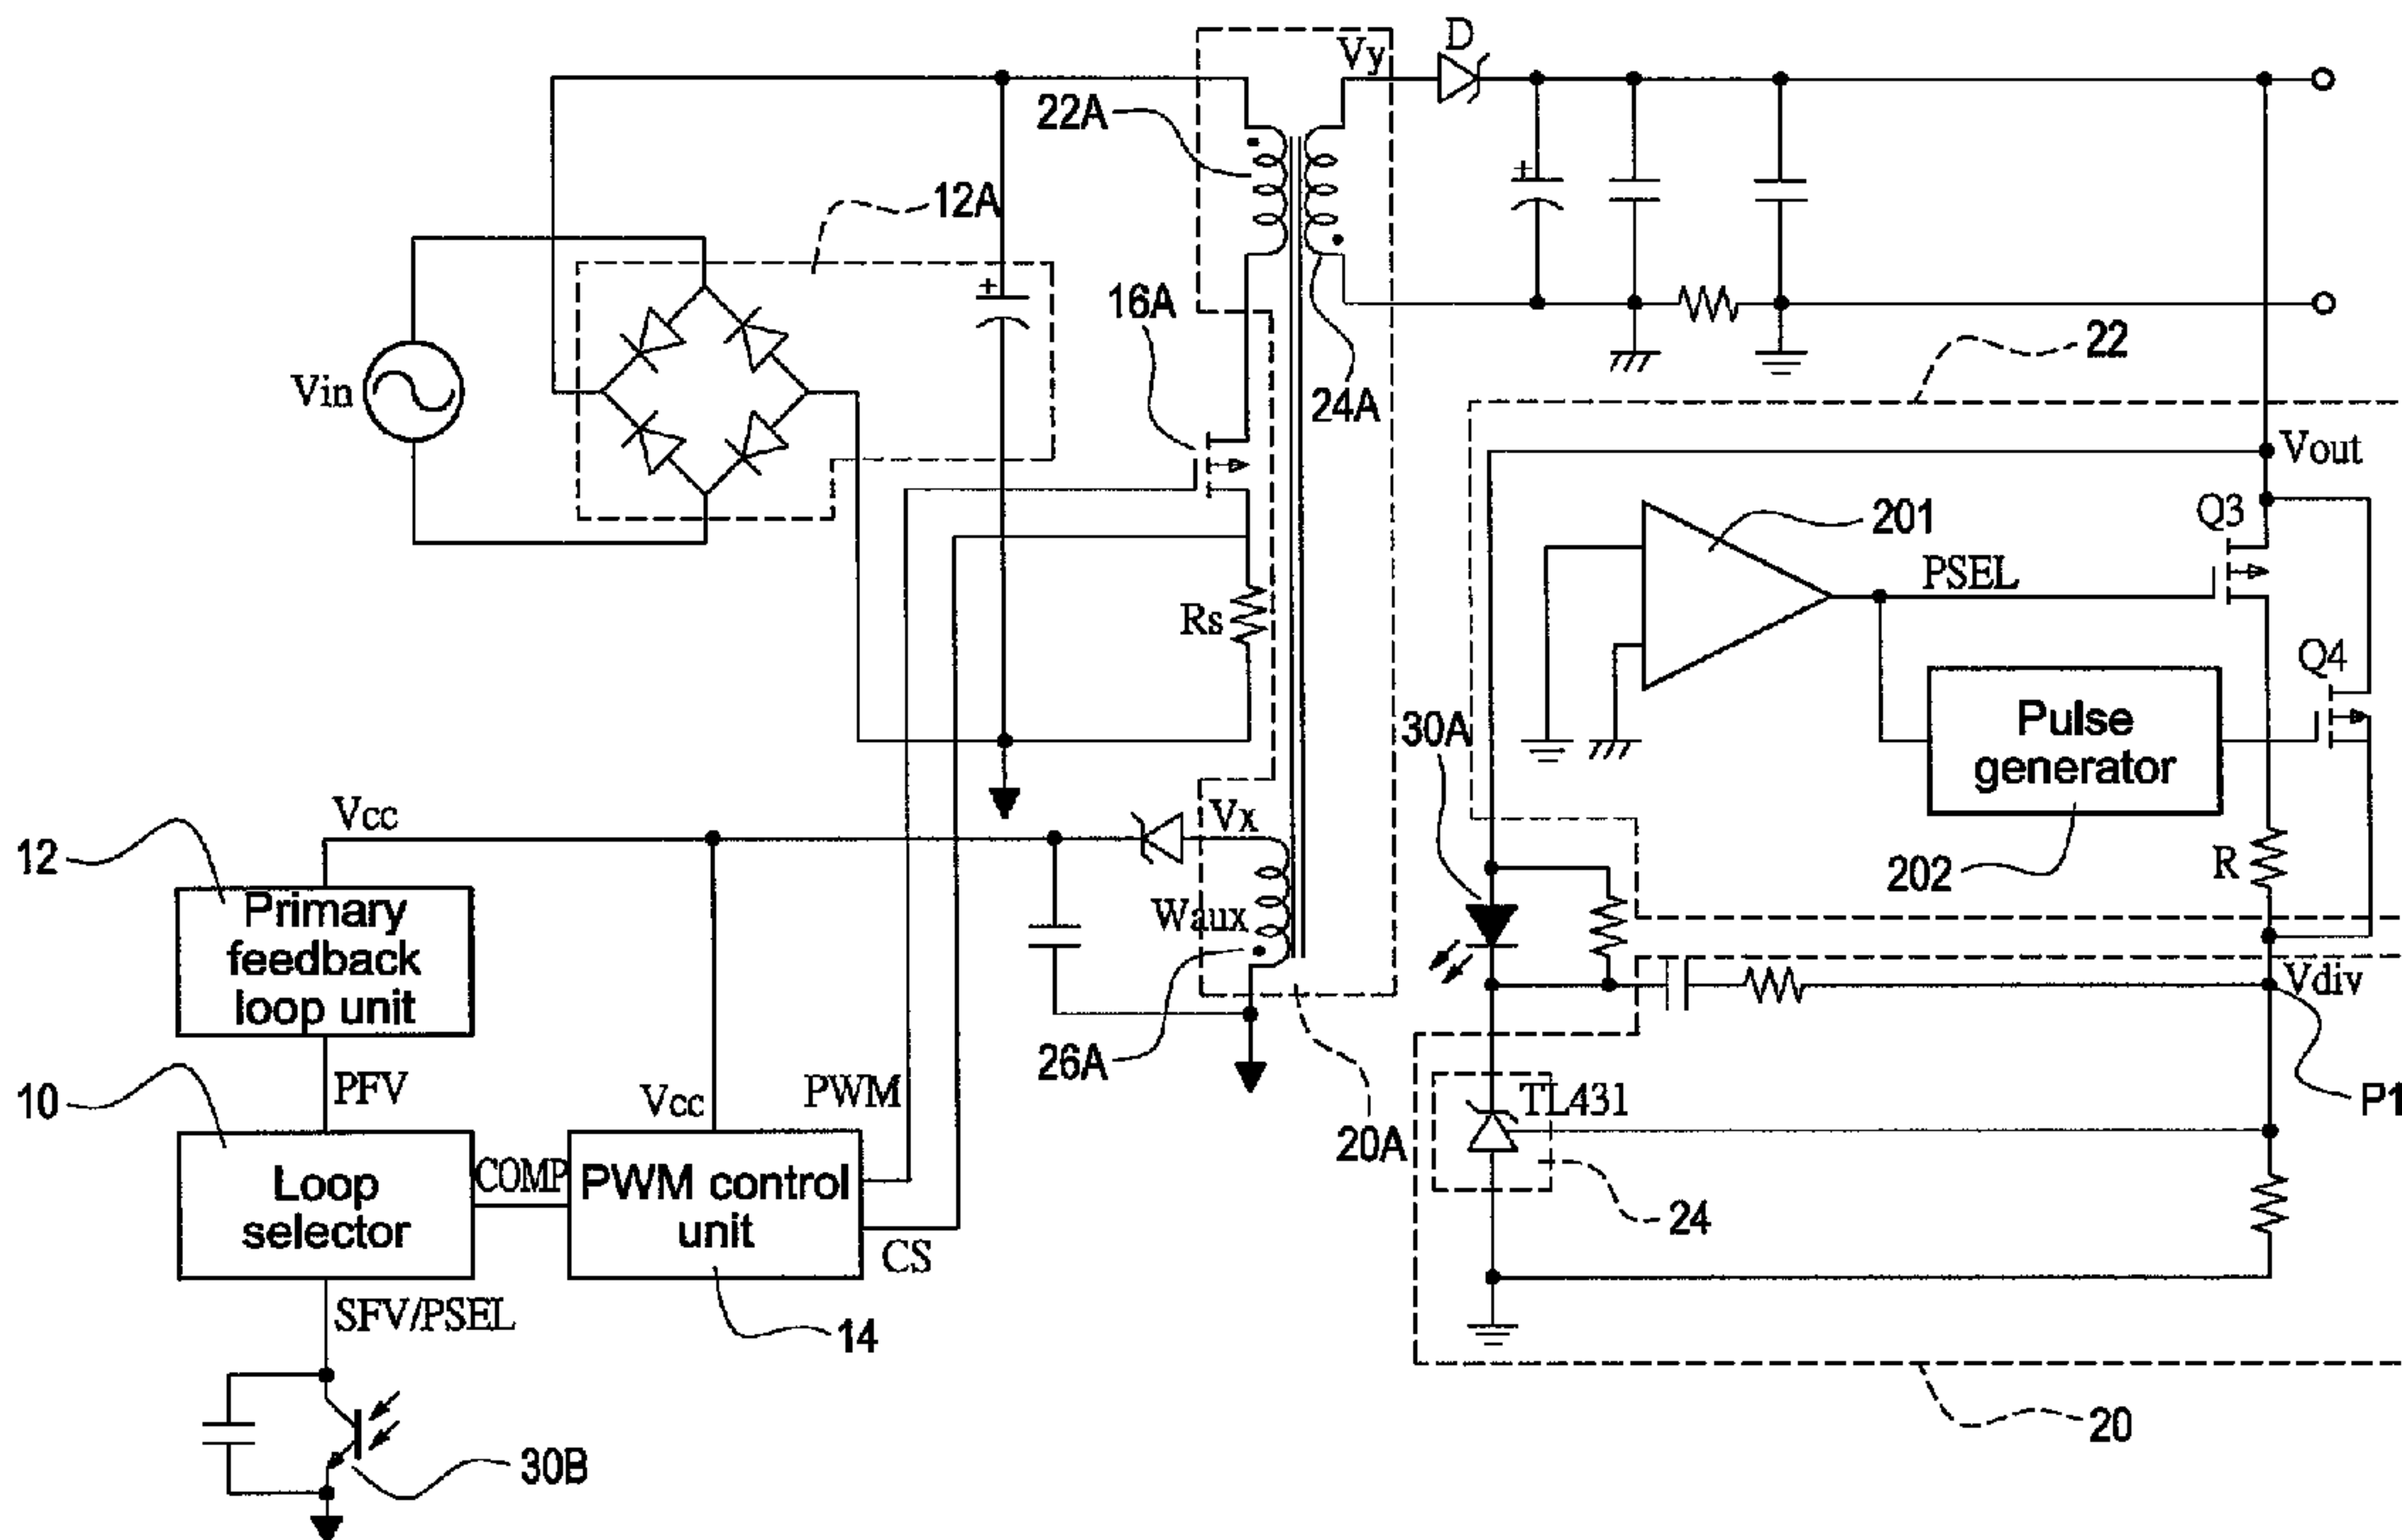 Vy
D
22A
12A
+
+
16A
22
Vin
24A
Vout
201
Q3
PSEL
Rs
Q4
30A
Pulse
generator
Vcc
Vx
12
R
202
Primary
feedback
loop unit
Waux
Vdiv
26A
PFV
Vcc
PWM
TL431
P1
10
20A
Loop
selector
COMP
PWM control
unit
24
CS
SFV/PSEL
14
20
30B